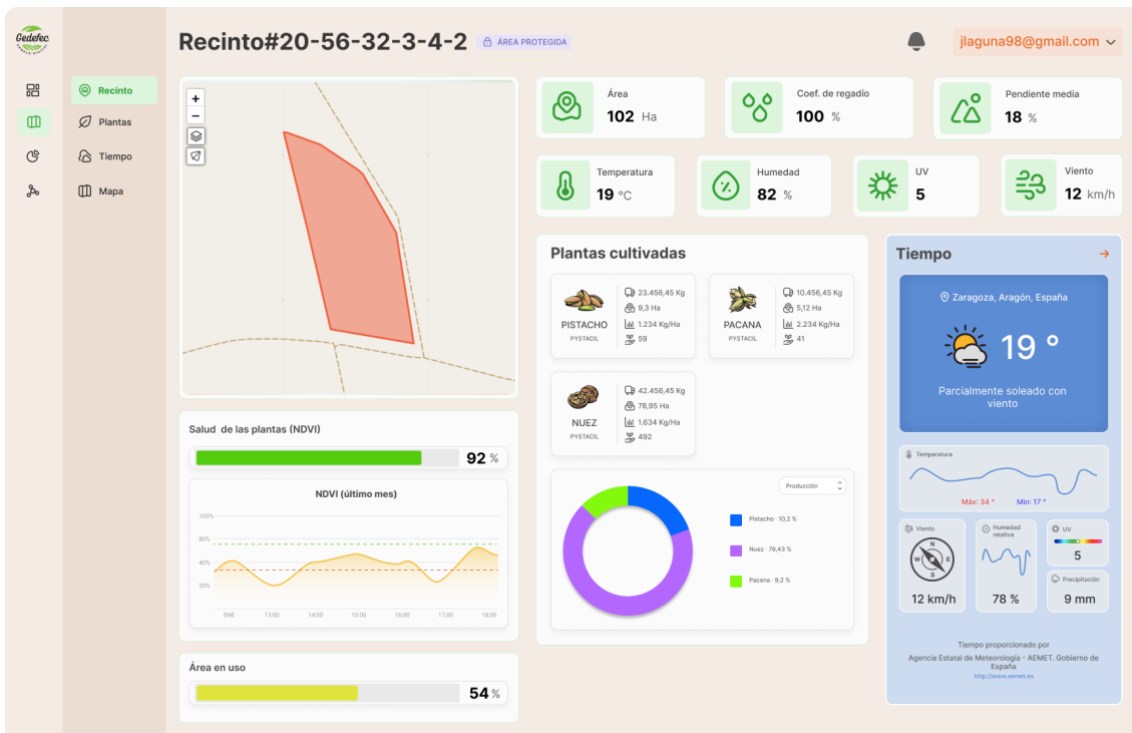 Gedefec
Recinto#20-56-32-3-4-2
ÁREA PROTEGIDA
jlaguna98@gmail.com
Recinto
Plantas
Tiempo
Mapa
+
−
Área
102 Ha
Coef. de regadío
100 %
Pendiente media
18 %
Temperatura
19 °C
Humedad
82 %
UV
5
Viento
12 km/h
Plantas cultivadas
PISTACHO
PYSTACIL
23.456,45 Kg
9,3 Ha
1.234 Kg/Ha
59
PACANA
PYSTACIL
10.456,45 Kg
5,12 Ha
2.234 Kg/Ha
41
NUEZ
PYSTACIL
42.456,45 Kg
78,95 Ha
1.634 Kg/Ha
492
Producción
Pistacho - 10,2 %
Nuez - 76,43 %
Pacana - 9,2 %
Salud de las plantas (NDVI)
92 %
NDVI (último mes)
100%
80%
40%
20%
ENE 13:00 14:00 15:00 16:00 17:00 18:00
Área en uso
54 %
Tiempo
Zaragoza, Aragón, España
19 °
Parcialmente soleado con
viento
Temperatura
Máx: 34 ° Mín: 17 °
Viento
N
W E
S
12 km/h
Humedad
relativa
78 %
UV
5
Precipitación
9 mm
Tiempo proporcionado por
Agencia Estatal de Meteorología - AEMET. Gobierno de
España
http://www.aemet.es